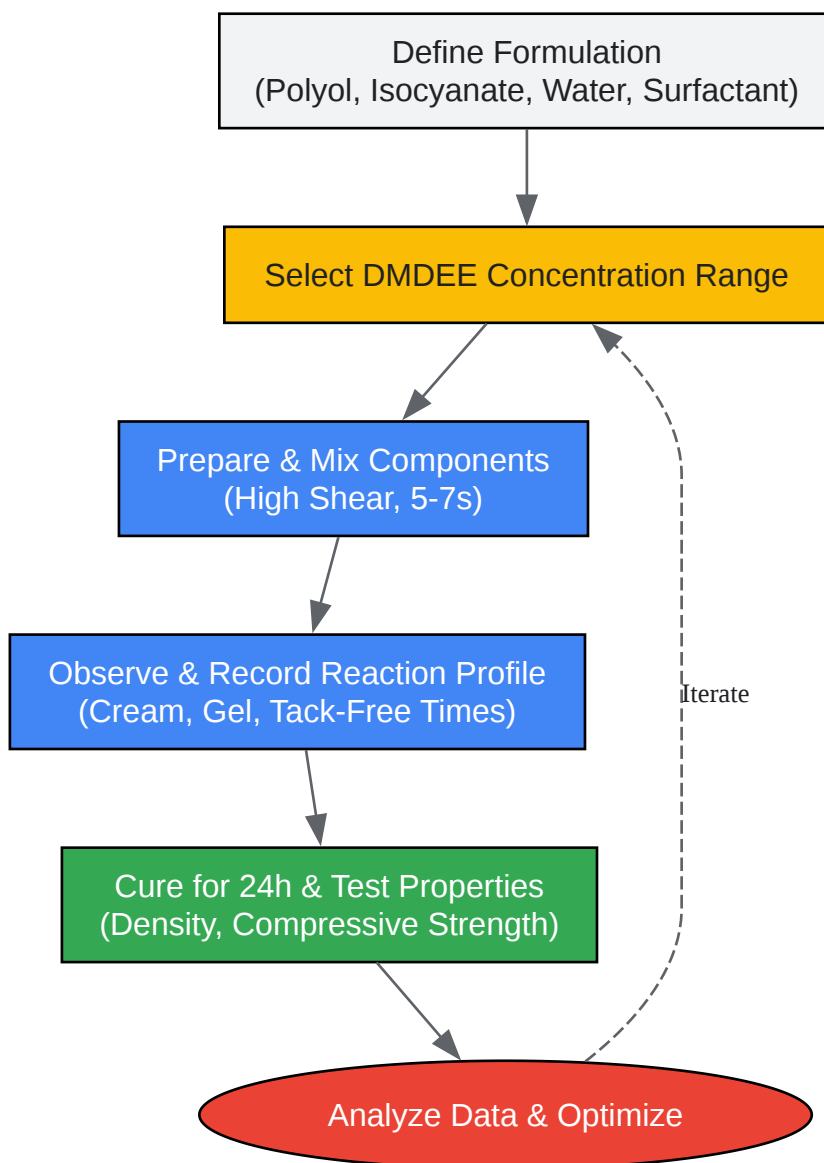 Define Formulation
(Polyol, Isocyanate, Water, Surfactant)
Select DMDEE Concentration Range
Prepare & Mix Components
(High Shear, 5-7s)
Observe & Record Reaction Profile
(Cream, Gel, Tack-Free Times)
Iterate
Cure for 24h & Test Properties
(Density, Compressive Strength)
Analyze Data & Optimize